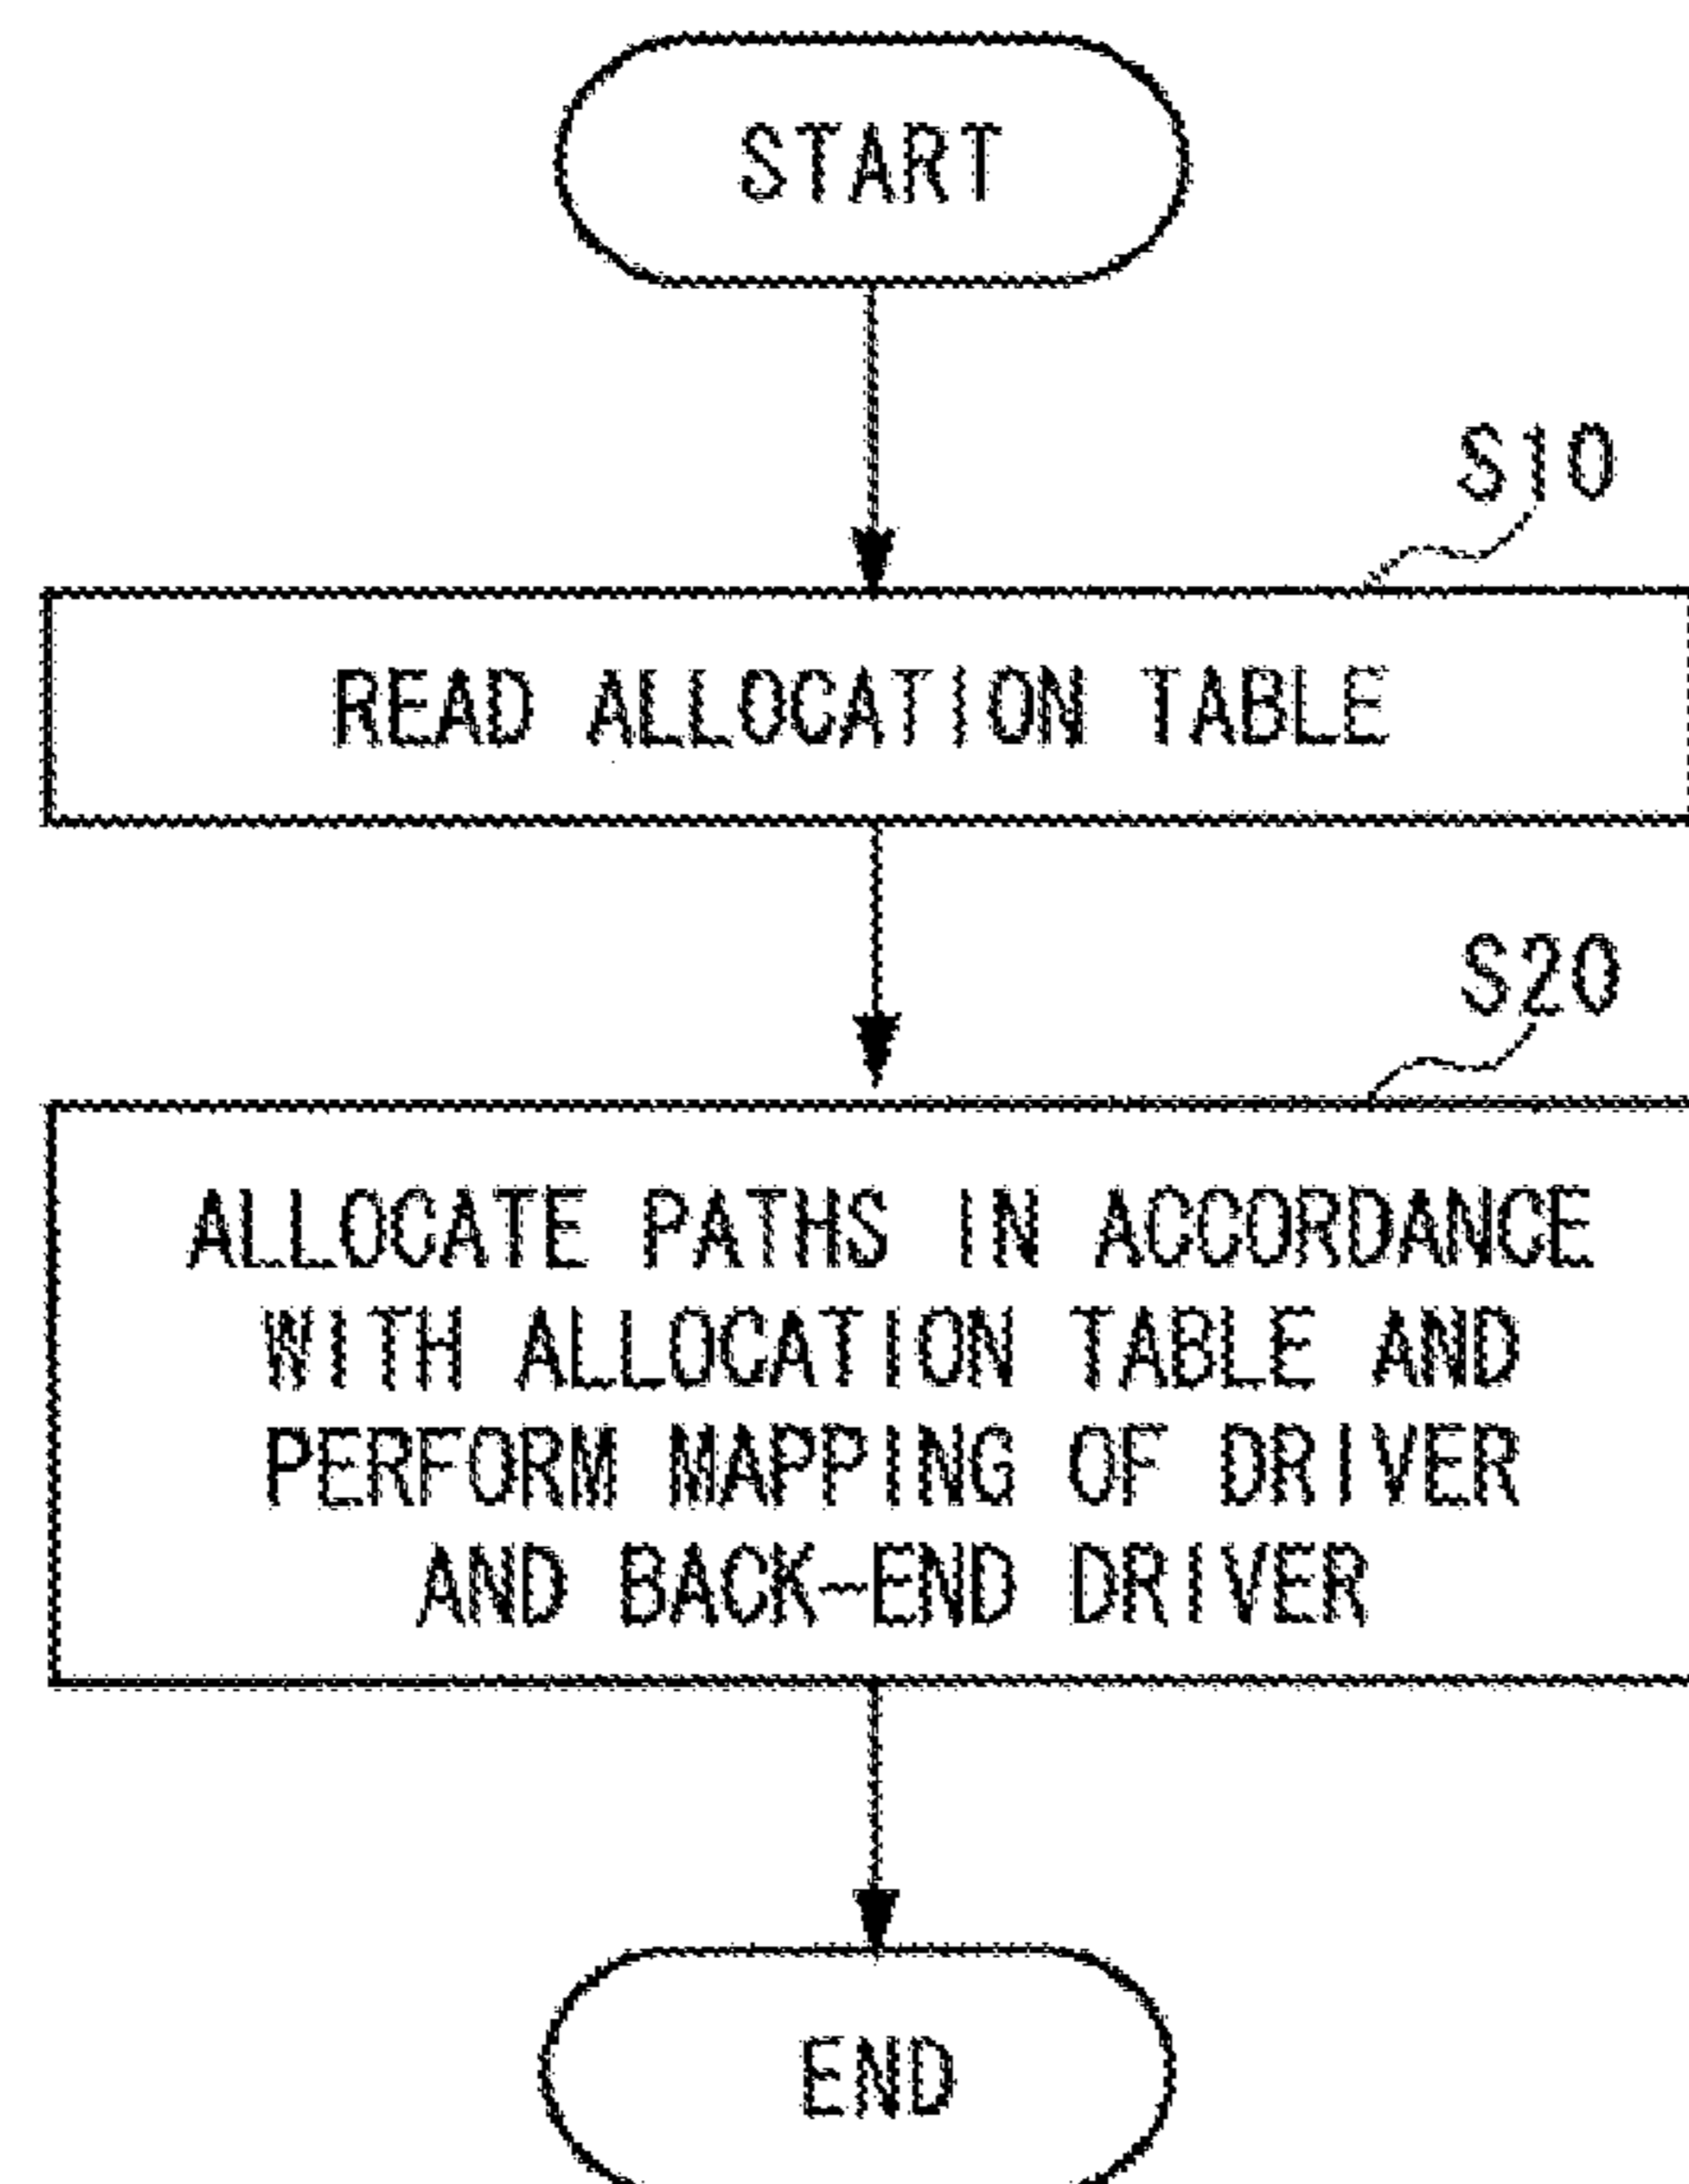 START
S10
READ ALLOCATION TABLE
S20
ALLOCATE PATHS IN ACCORDANCE
WITH ALLOCATION TABLE AND
PERFORM MAPPING OF DRIVER
AND BACK-END DRIVER
END